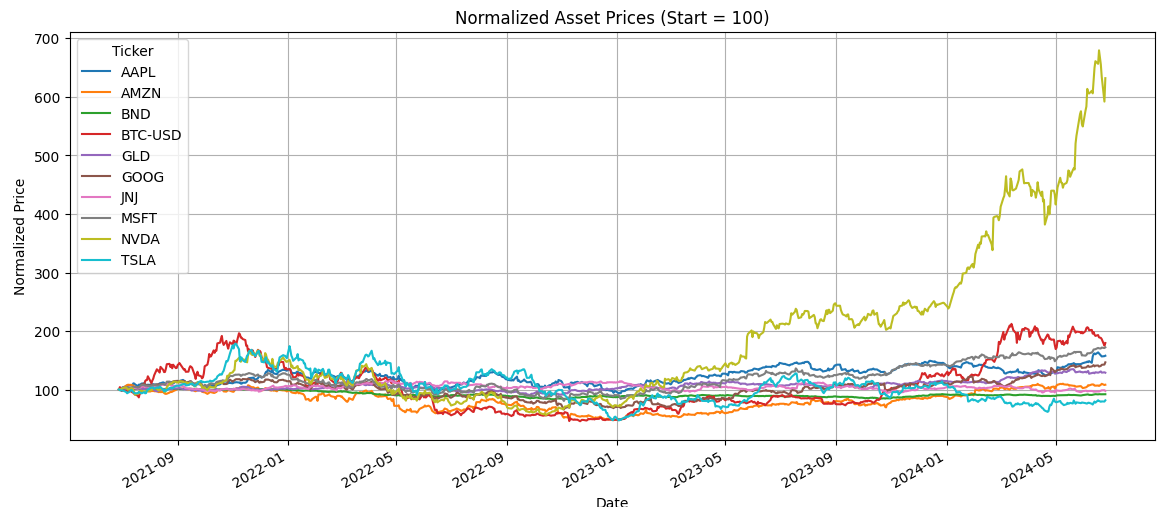 Normalized Asset Prices (Start = 100)
700
600
500
400
300
200
100
Normalized Price
Ticker
AAPL
AMZN
BND
BTC-USD
GLD
GOOG
JNJ
MSFT
NVDA
TSLA
2021-09
2022-01
2022-05
2022-09
2023-01
2023-05
2023-09
2024-01
2024-05
Date